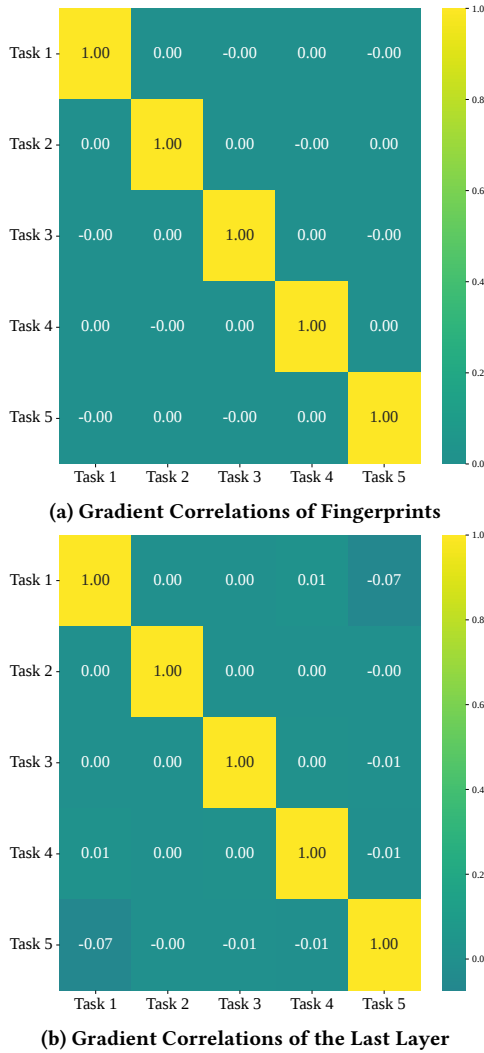 1.0
Task 1 1.00 0.00 -0.00 0.00 -0.00
0.8
Task 2 0.00 1.00 0.00 -0.00 0.00
0.6
Task 3 -0.00 0.00 1.00 0.00 -0.00
0.4
Task 4 0.00 -0.00 0.00 1.00 0.00
0.2
Task 5 -0.00 0.00 -0.00 0.00 1.00
0.0
Task 1 Task 2 Task 3 Task 4 Task 5
(a) Gradient Correlations of Fingerprints
1.0
Task 1 1.00 0.00 0.00 0.01 -0.07
0.8
Task 2 0.00 1.00 0.00 0.00 -0.00
0.6
Task 3 0.00 0.00 1.00 0.00 -0.01
0.4
Task 4 0.01 0.00 0.00 1.00 -0.01
0.2
Task 5 -0.07 -0.00 -0.01 -0.01 1.00
0.0
Task 1 Task 2 Task 3 Task 4 Task 5
(b) Gradient Correlations of the Last Layer